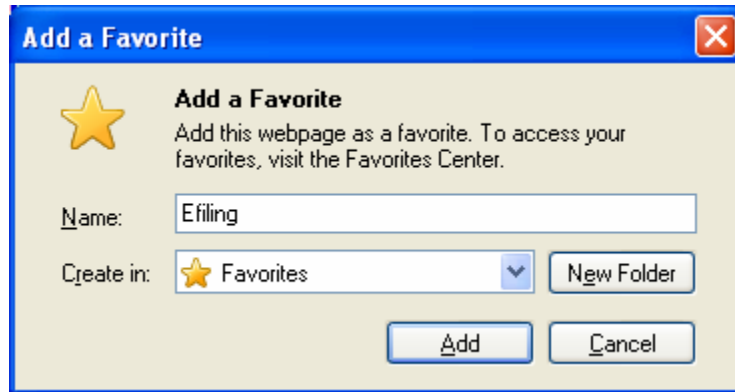 Add a Favorite
Add a Favorite
Add this webpage as a favorite. To access your
favorites, visit the Favorites Center.
Name: Efiling
Create in: Favorites New Folder
Add Cancel